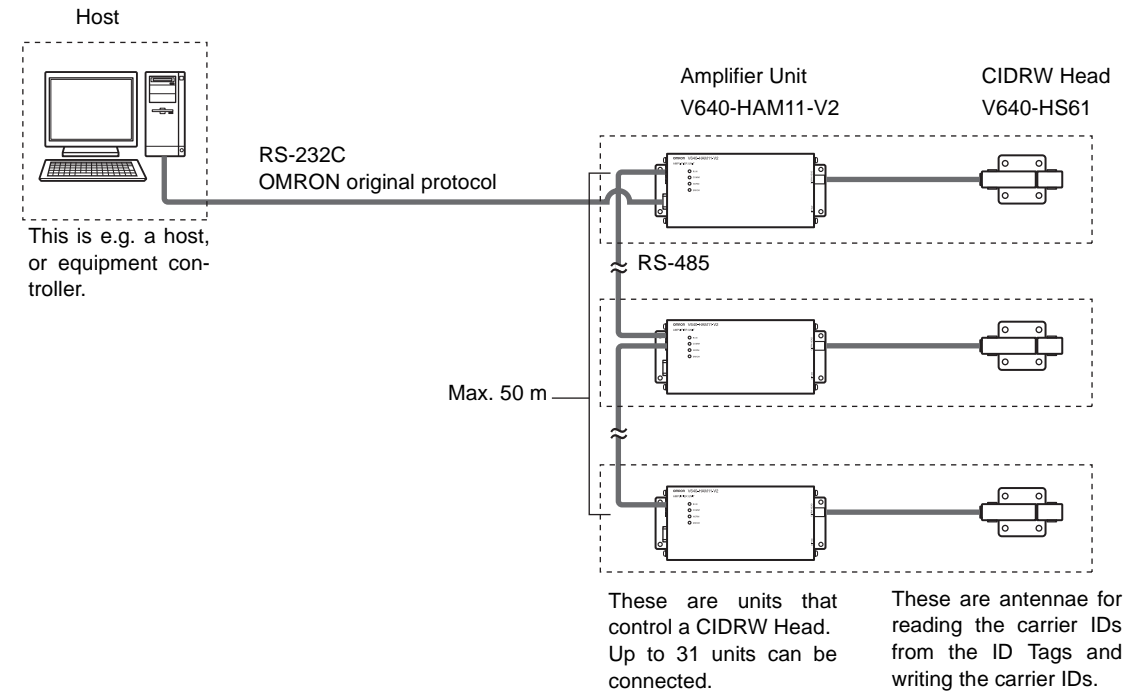 Host
Amplifier Unit
V640-HAM11-V2
CIDRW Head
V640-HS61
RS-232C
OMRON original protocol
This is e.g. a host,
or equipment con-
troller.
RS-485
Max. 50 m
These are units that
control a CIDRW Head.
Up to 31 units can be
connected.
These are antennae for
reading the carrier IDs
from the ID Tags and
writing the carrier IDs.